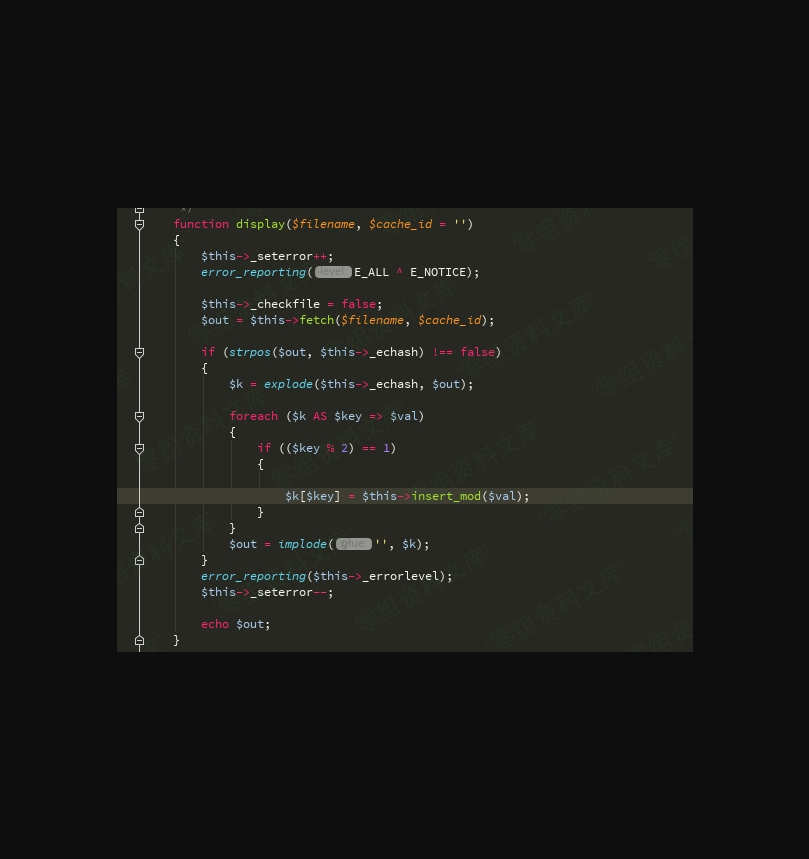 */
function display($filename, $cache_id = '')
{
$this->_seterror++;
error_reporting( level: E_ALL ^ E_NOTICE);
$this->_checkfile = false;
$out = $this->fetch($filename, $cache_id);
if (strpos($out, $this->_echash) !== false)
{
$k = explode($this->_echash, $out);
foreach ($k AS $key => $val)
{
if (($key % 2) == 1)
{
$k[$key] = $this->insert_mod($val);
}
}
$out = implode( glue: '', $k);
}
error_reporting($this->_errorlevel);
$this->_seterror--;
echo $out;
}
零组资料文库